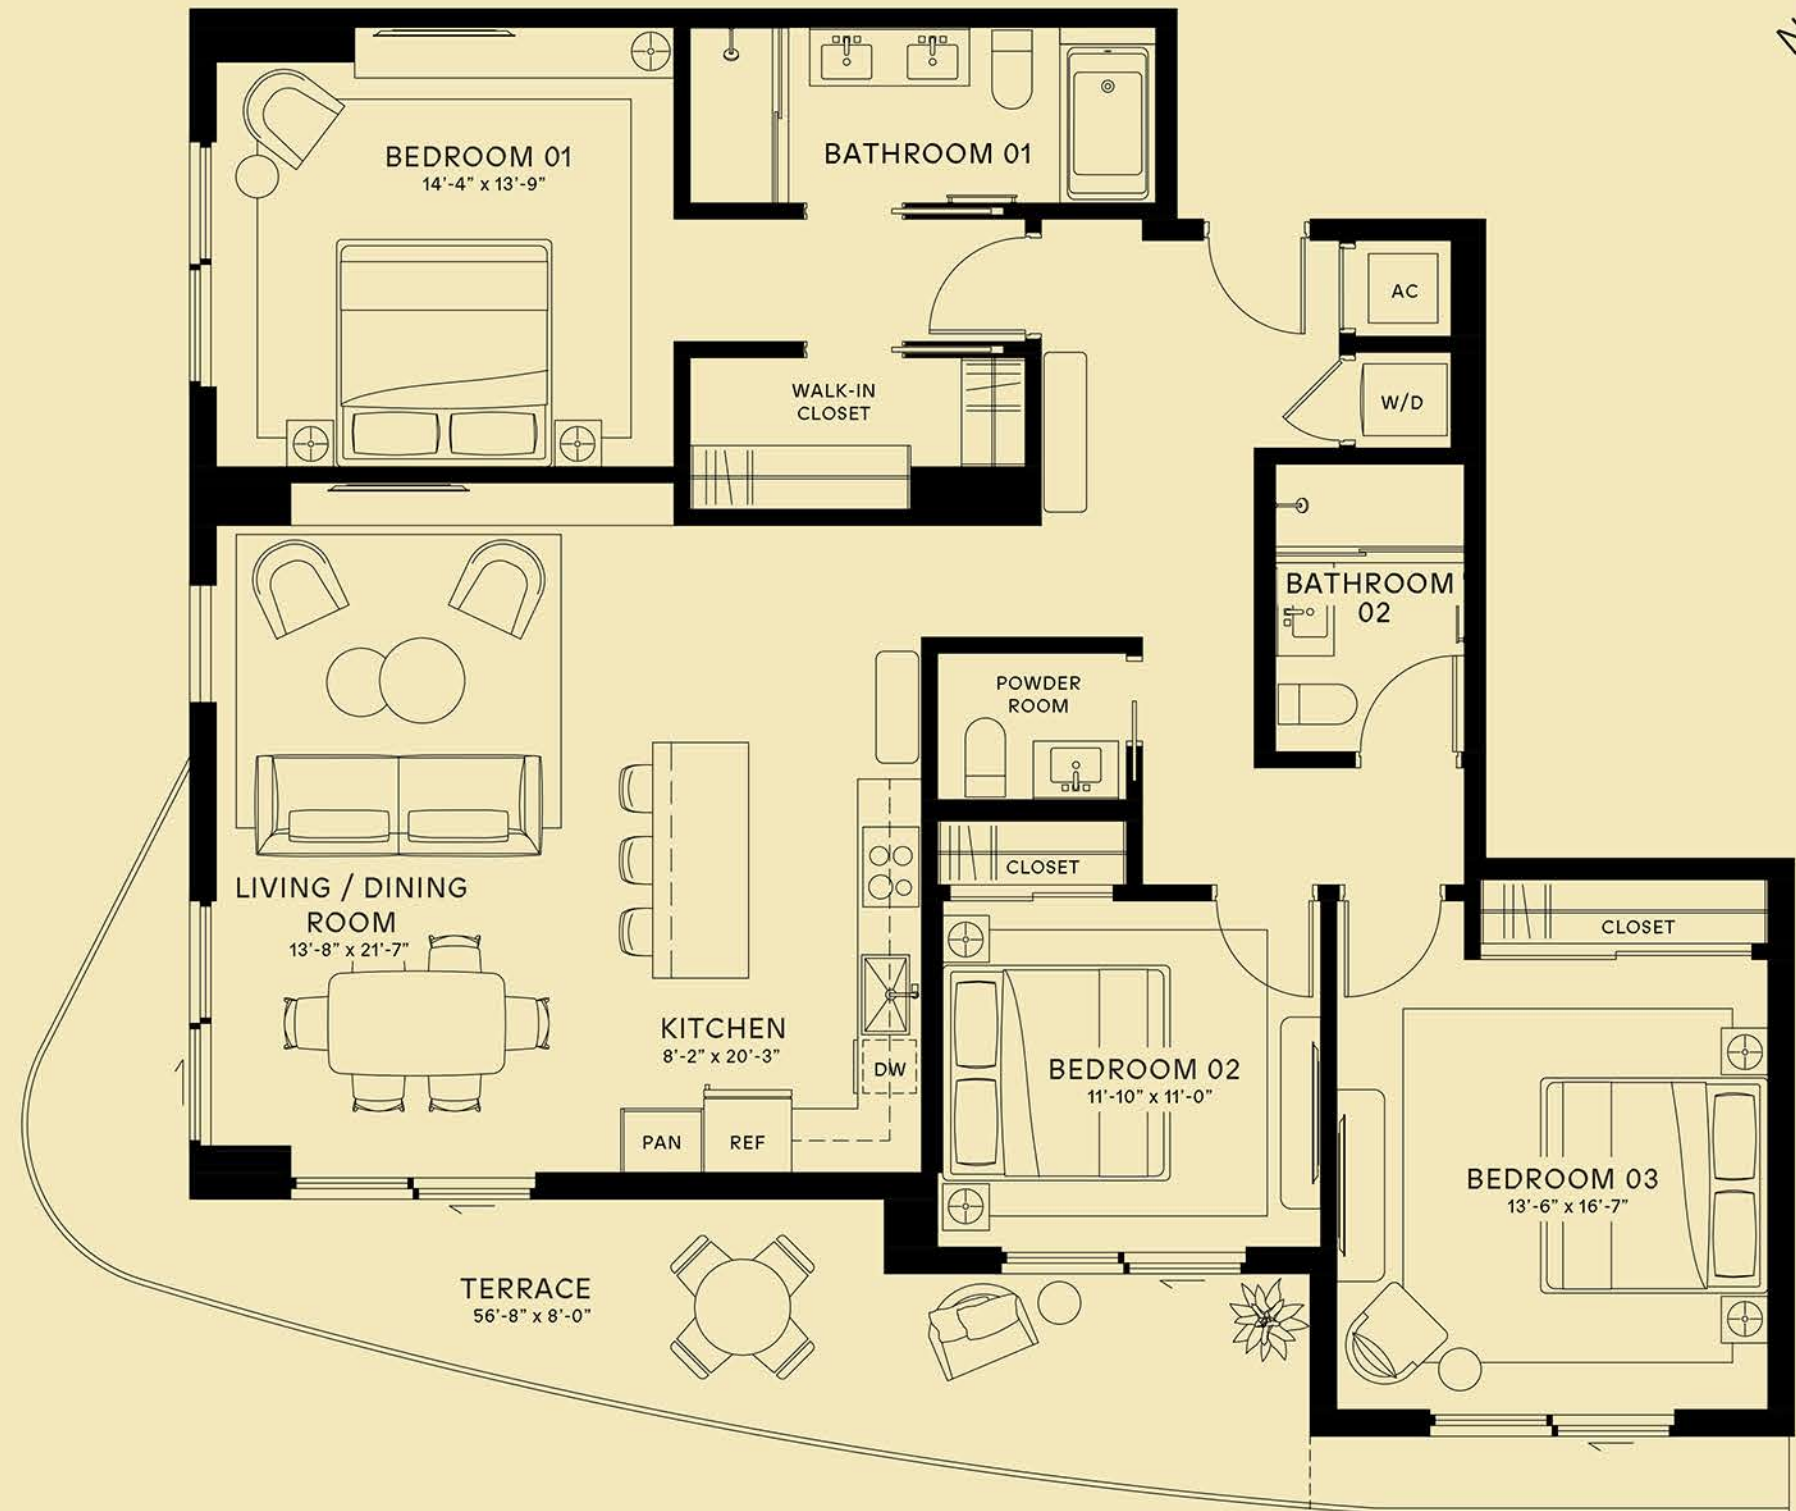 BEDROOM 01
14'-4" x 13'-9"
BATHROOM 01
AC
WALK-IN
CLOSET
W/D
BATHROOM
02
POWDER
ROOM
CLOSET
LIVING / DINING
ROOM
13'-8" x 21'-7"
CLOSET
KITCHEN
8'-2" x 20'-3"
DW
BEDROOM 02
11'-10" x 11'-0"
PAN
REF
BEDROOM 03
13'-6" x 16'-7"
TERRACE
56'-8" x 8'-0"